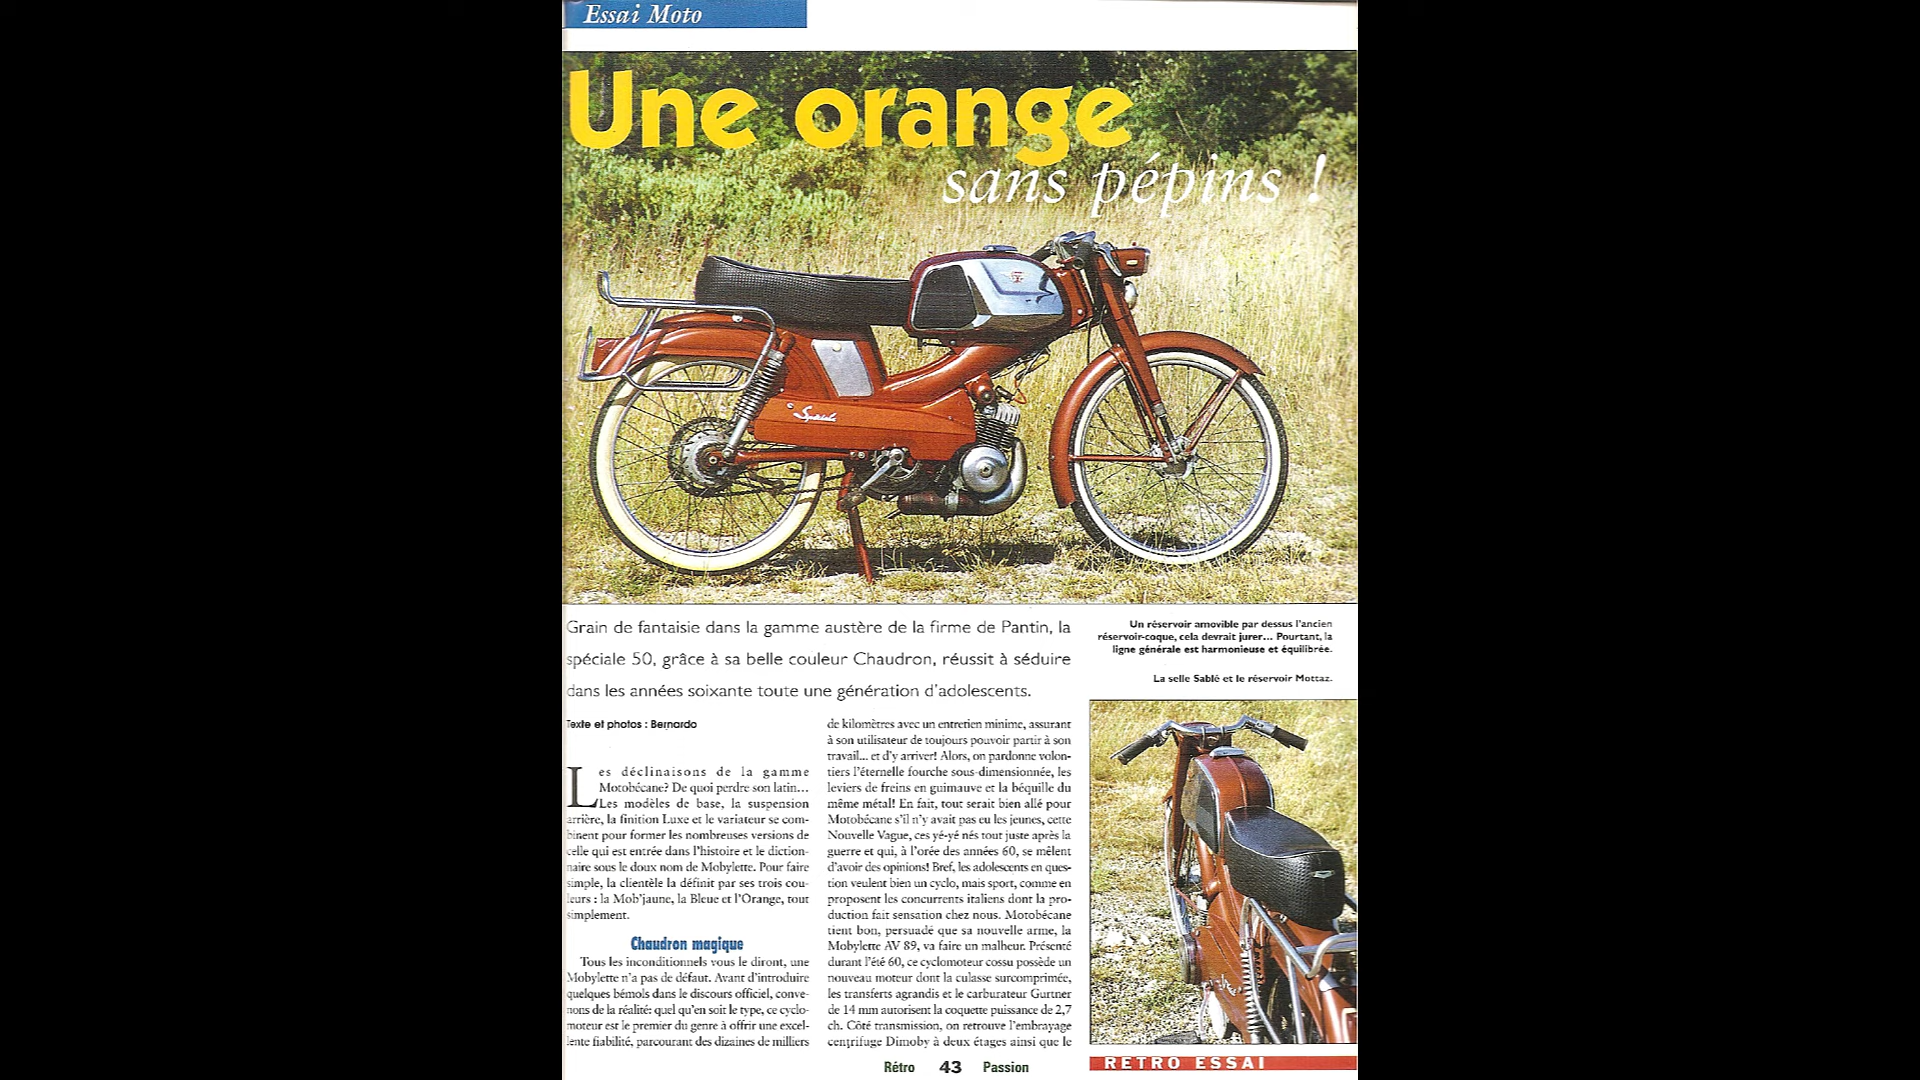 Essai Moto
Une orange
sans pépins !
Spéciale
Grain de fantaisie dans la gamme austère de la firme de Pantin, la
spéciale 50, grâce à sa belle couleur Chaudron, réussit à séduire
dans les années soixante toute une génération d'adolescents.
Un réservoir amovible par dessus l'ancien
réservoir-coque, cela devrait jurer... Pourtant, la
ligne générale est harmonieuse et équilibrée.
La selle Sablé et le réservoir Mottaz.
Texte et photos : Bernardo
Les déclinaisons de la gamme
Motobécane? De quoi perdre son latin...
Les modèles de base, la suspension
arrière, la finition Luxe et le variateur se com-
binent pour former les nombreuses versions de
celle qui est entrée dans l'histoire et le diction-
naire sous le doux nom de Mobylette. Pour faire
simple, la clientèle la définit par ses trois cou-
leurs : la Mob'jaune, la Bleue et l'Orange, tout
simplement.
Chaudron magique
Tous les inconditionnels vous le diront, une
Mobylette n'a pas de défaut. Avant d'introduire
quelques bémols dans le discours officiel, conve-
nons de la réalité: quel qu'en soit le type, ce cyclo-
moteur est le premier du genre à offrir une excel-
lente fiabilité, parcourant des dizaines de milliers
de kilomètres avec un entretien minime, assurant
à son utilisateur de toujours pouvoir partir à son
travail... et d'y arriver! Alors, on pardonne volon-
tiers l'éternelle fourche sous-dimensionnée, les
leviers de freins en guimauve et la béquille du
même métal! En fait, tout serait bien allé pour
Motobécane s'il n'y avait pas eu les jeunes, cette
Nouvelle Vague, ces yé-yé nés tout juste après la
guerre et qui, à l'orée des années 60, se mêlent
d'avoir des opinions! Bref, les adolescents en ques-
tion veulent bien un cyclo, mais sport, comme en
proposent les concurrents italiens dont la pro-
duction fait sensation chez nous. Motobécane
tient bon, persuadé que sa nouvelle arme, la
Mobylette AV 89, va faire un malheur. Présenté
durant l'été 60, ce cyclomoteur cossu possède un
nouveau moteur dont la culasse surcomprimée,
les transferts agrandis et le carburateur Gurtner
de 14 mm autorisent la coquette puissance de 2,7
ch. Côté transmission, on retrouve l'embrayage
centrifuge Dimoby à deux étages ainsi que le
RETRO ESSAI
Rétro 43 Passion